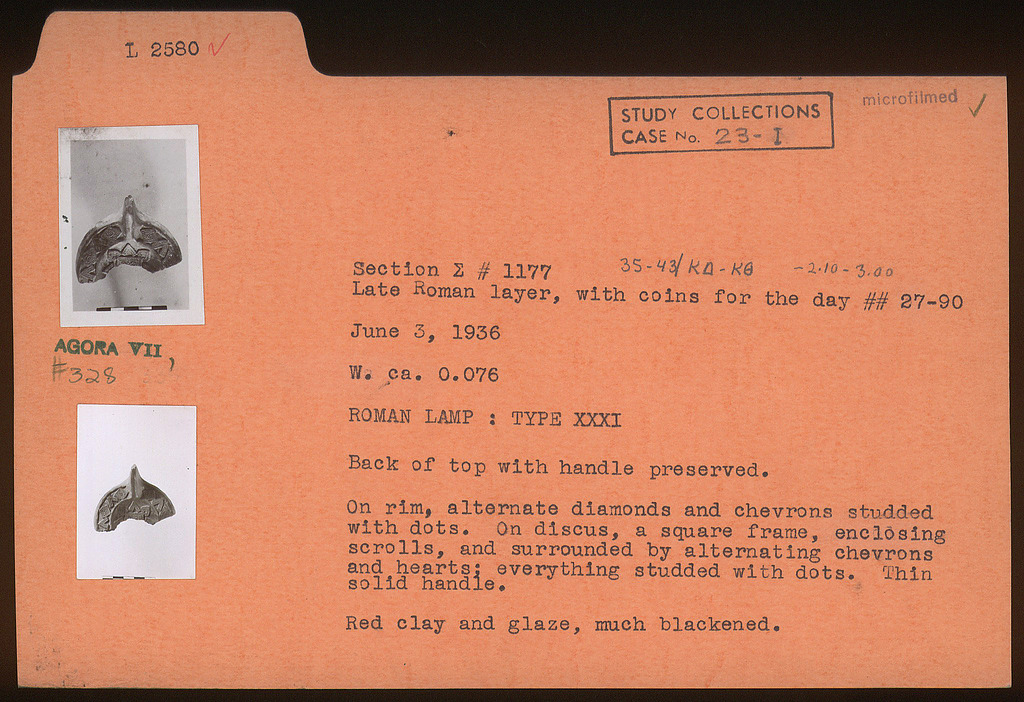 L 2580 ✓
microfilmed ✓
STUDY COLLECTIONS
CASE No. 23-I
Section Σ # 1177 35-43/ΚΔ-ΚΘ -2.10-3.00
Late Roman layer, with coins for the day ## 27-90
June 3, 1936
W. ca. 0.076
ROMAN LAMP : TYPE XXXI
Back of top with handle preserved.
On rim, alternate diamonds and chevrons studded
with dots. On discus, a square frame, enclosing
scrolls, and surrounded by alternating chevrons
and hearts; everything studded with dots. Thin
solid handle.
Red clay and glaze, much blackened.
AGORA VII,
#328